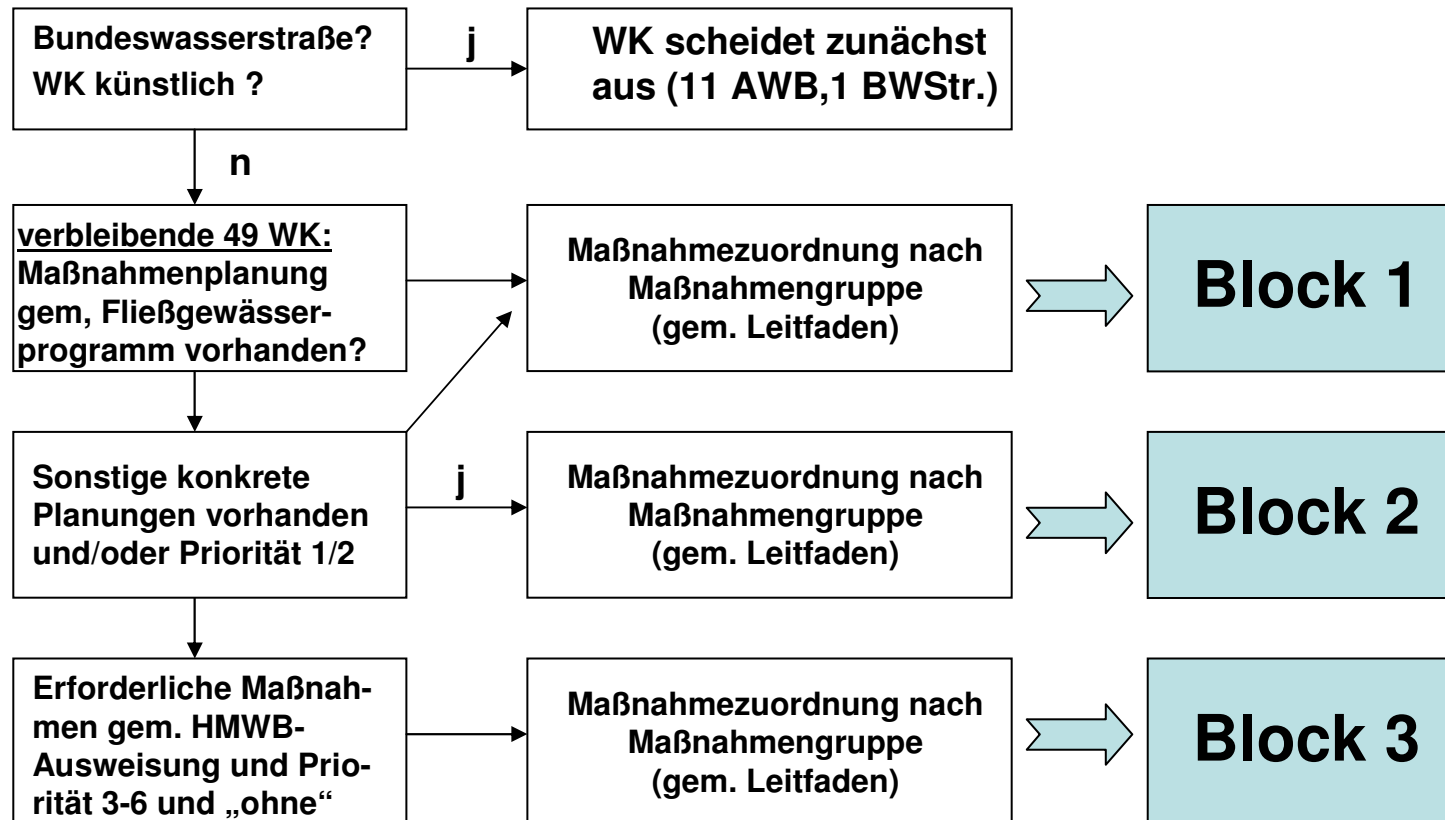 Bundeswasserstraße?
WK künstlich ?
j
WK scheidet zunächst
aus (11 AWB,1 BWStr.)
n
verbleibende 49 WK:
Maßnahmenplanung
gem, Fließgewässer-
programm vorhanden?
Maßnahmezuordnung nach
Maßnahmengruppe
(gem. Leitfaden)
Block 1
Sonstige konkrete
Planungen vorhanden
und/oder Priorität 1/2
j
Maßnahmezuordnung nach
Maßnahmengruppe
(gem. Leitfaden)
Block 2
Erforderliche Maßnah-
men gem. HMWB-
Ausweisung und Prio-
rität 3-6 und „ohne“
Maßnahmezuordnung nach
Maßnahmengruppe
(gem. Leitfaden)
Block 3